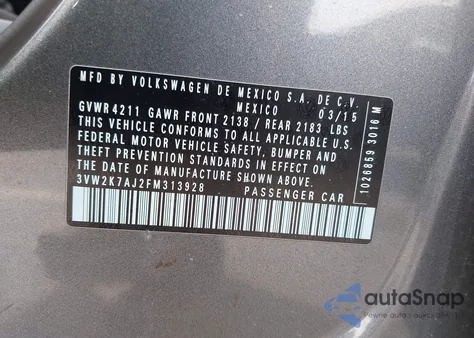 MFD BY VOLKSWAGEN DE MEXICO S.A. DE C.V.
MEXICO 03/15
GVWR 4211 GAWR FRONT 2138 / REAR 2183 LBS
THIS VEHICLE CONFORMS TO ALL APPLICABLE U.S.
FEDERAL MOTOR VEHICLE SAFETY, BUMPER AND
THEFT PREVENTION STANDARDS IN EFFECT ON
THE DATE OF MANUFACTURE SHOWN ABOVE.
3VW2K7AJ2FM313928 PASSENGER CAR
1026859 3016 M
autoSnap
Pewne auto z